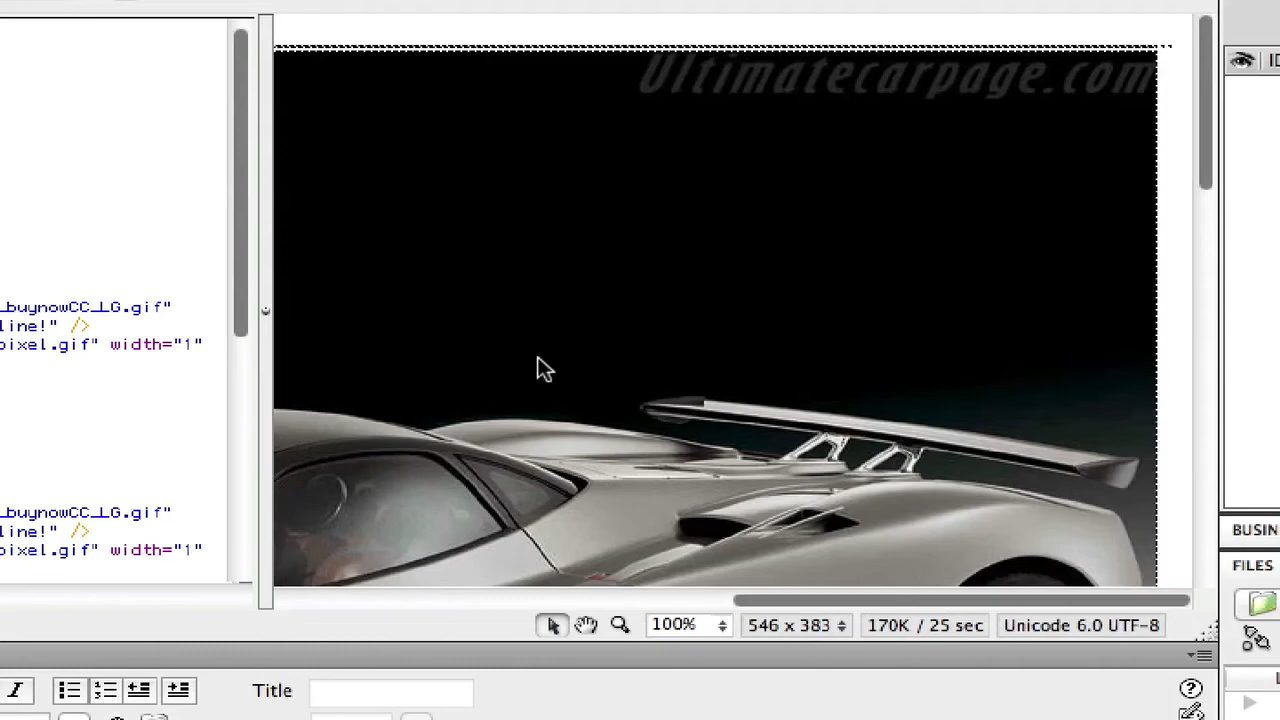 Ultimatecarpage.com
ID
_buynowCC_LG.gif"
line!" />
pixel.gif" width="1"
_buynowCC_LG.gif"
line!" />
pixel.gif" width="1"
BUSIN
FILES
100%
546 x 383
170K / 25 sec
Unicode 6.0 UTF-8
I
Title
L